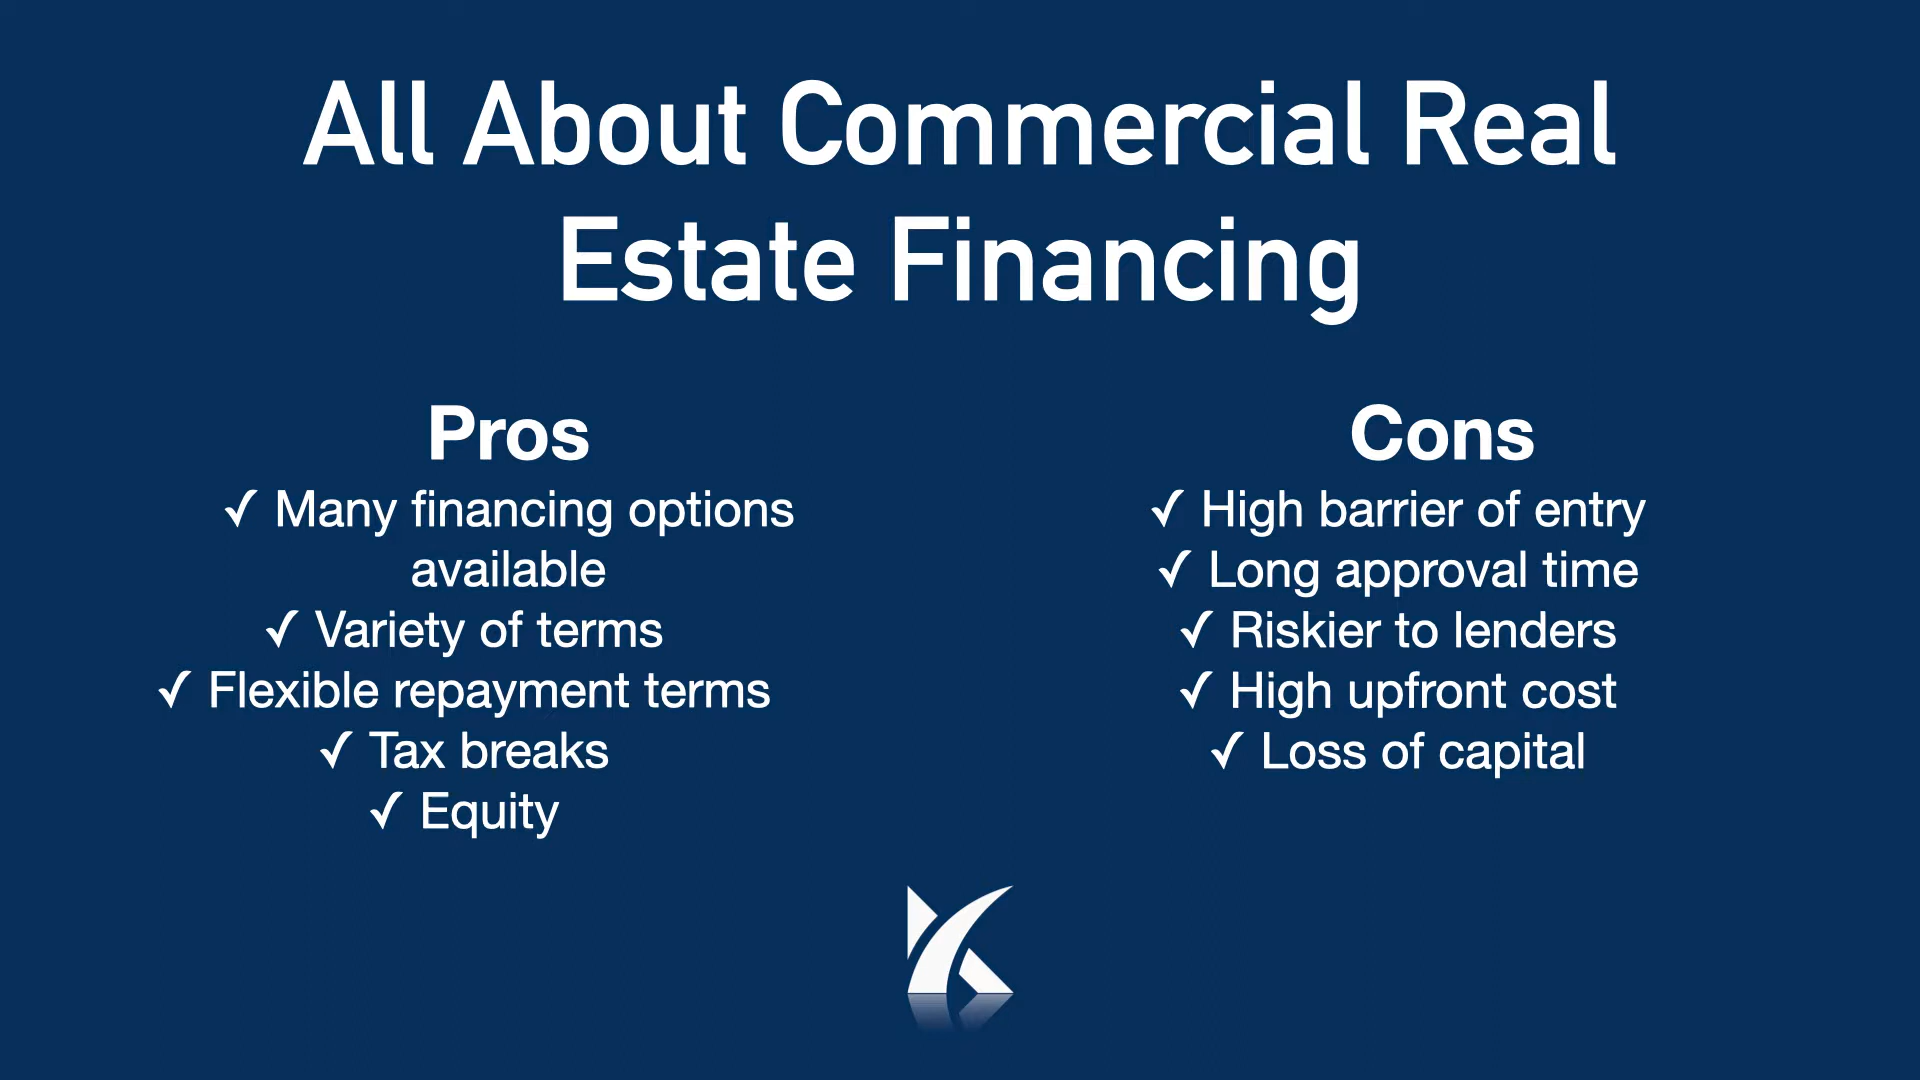 All About Commercial Real
Estate Financing
Pros
✓ Many financing options
available
✓ Variety of terms
✓ Flexible repayment terms
✓ Tax breaks
✓ Equity
Cons
✓ High barrier of entry
✓ Long approval time
✓ Riskier to lenders
✓ High upfront cost
✓ Loss of capital